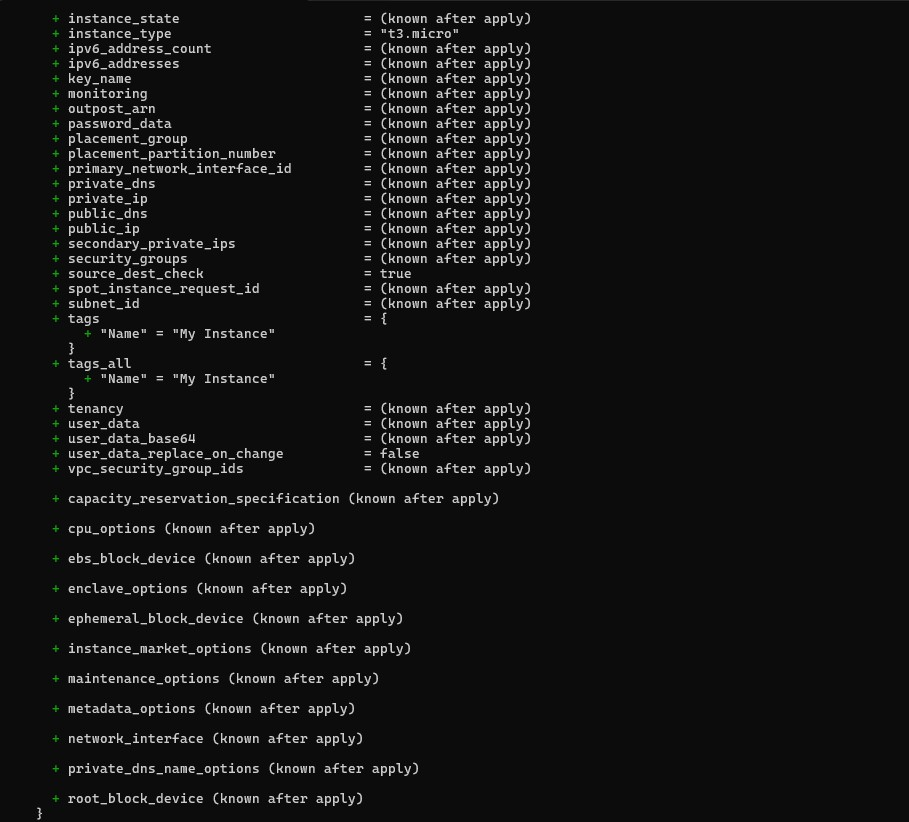 + instance_state                       = (known after apply)
+ instance_type                        = "t3.micro"
+ ipv6_address_count                   = (known after apply)
+ ipv6_addresses                       = (known after apply)
+ key_name                             = (known after apply)
+ monitoring                           = (known after apply)
+ outpost_arn                          = (known after apply)
+ password_data                        = (known after apply)
+ placement_group                      = (known after apply)
+ placement_partition_number           = (known after apply)
+ primary_network_interface_id         = (known after apply)
+ private_dns                          = (known after apply)
+ private_ip                           = (known after apply)
+ public_dns                           = (known after apply)
+ public_ip                            = (known after apply)
+ secondary_private_ips                = (known after apply)
+ security_groups                      = (known after apply)
+ source_dest_check                    = true
+ spot_instance_request_id             = (known after apply)
+ subnet_id                            = (known after apply)
+ tags                                 = {
    + "Name" = "My Instance"
  }
+ tags_all                             = {
    + "Name" = "My Instance"
  }
+ tenancy                              = (known after apply)
+ user_data                            = (known after apply)
+ user_data_base64                     = (known after apply)
+ user_data_replace_on_change          = false
+ vpc_security_group_ids               = (known after apply)
+ capacity_reservation_specification (known after apply)
+ cpu_options (known after apply)
+ ebs_block_device (known after apply)
+ enclave_options (known after apply)
+ ephemeral_block_device (known after apply)
+ instance_market_options (known after apply)
+ maintenance_options (known after apply)
+ metadata_options (known after apply)
+ network_interface (known after apply)
+ private_dns_name_options (known after apply)
+ root_block_device (known after apply)
}